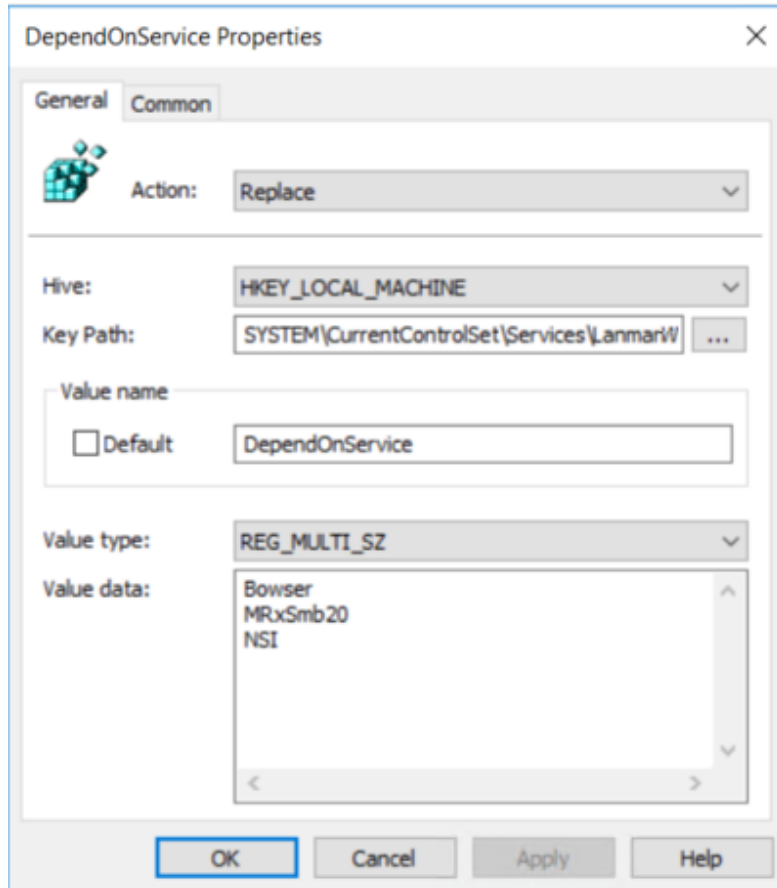 DependOnService Properties
General Common
Action: Replace
Hive: HKEY_LOCAL_MACHINE
Key Path: SYSTEM\CurrentControlSet\Services\LanmanW ...
Value name
Default DependOnService
Value type: REG_MULTI_SZ
Value data: Bowser
MRxSmb20
NSI
OK Cancel Apply Help